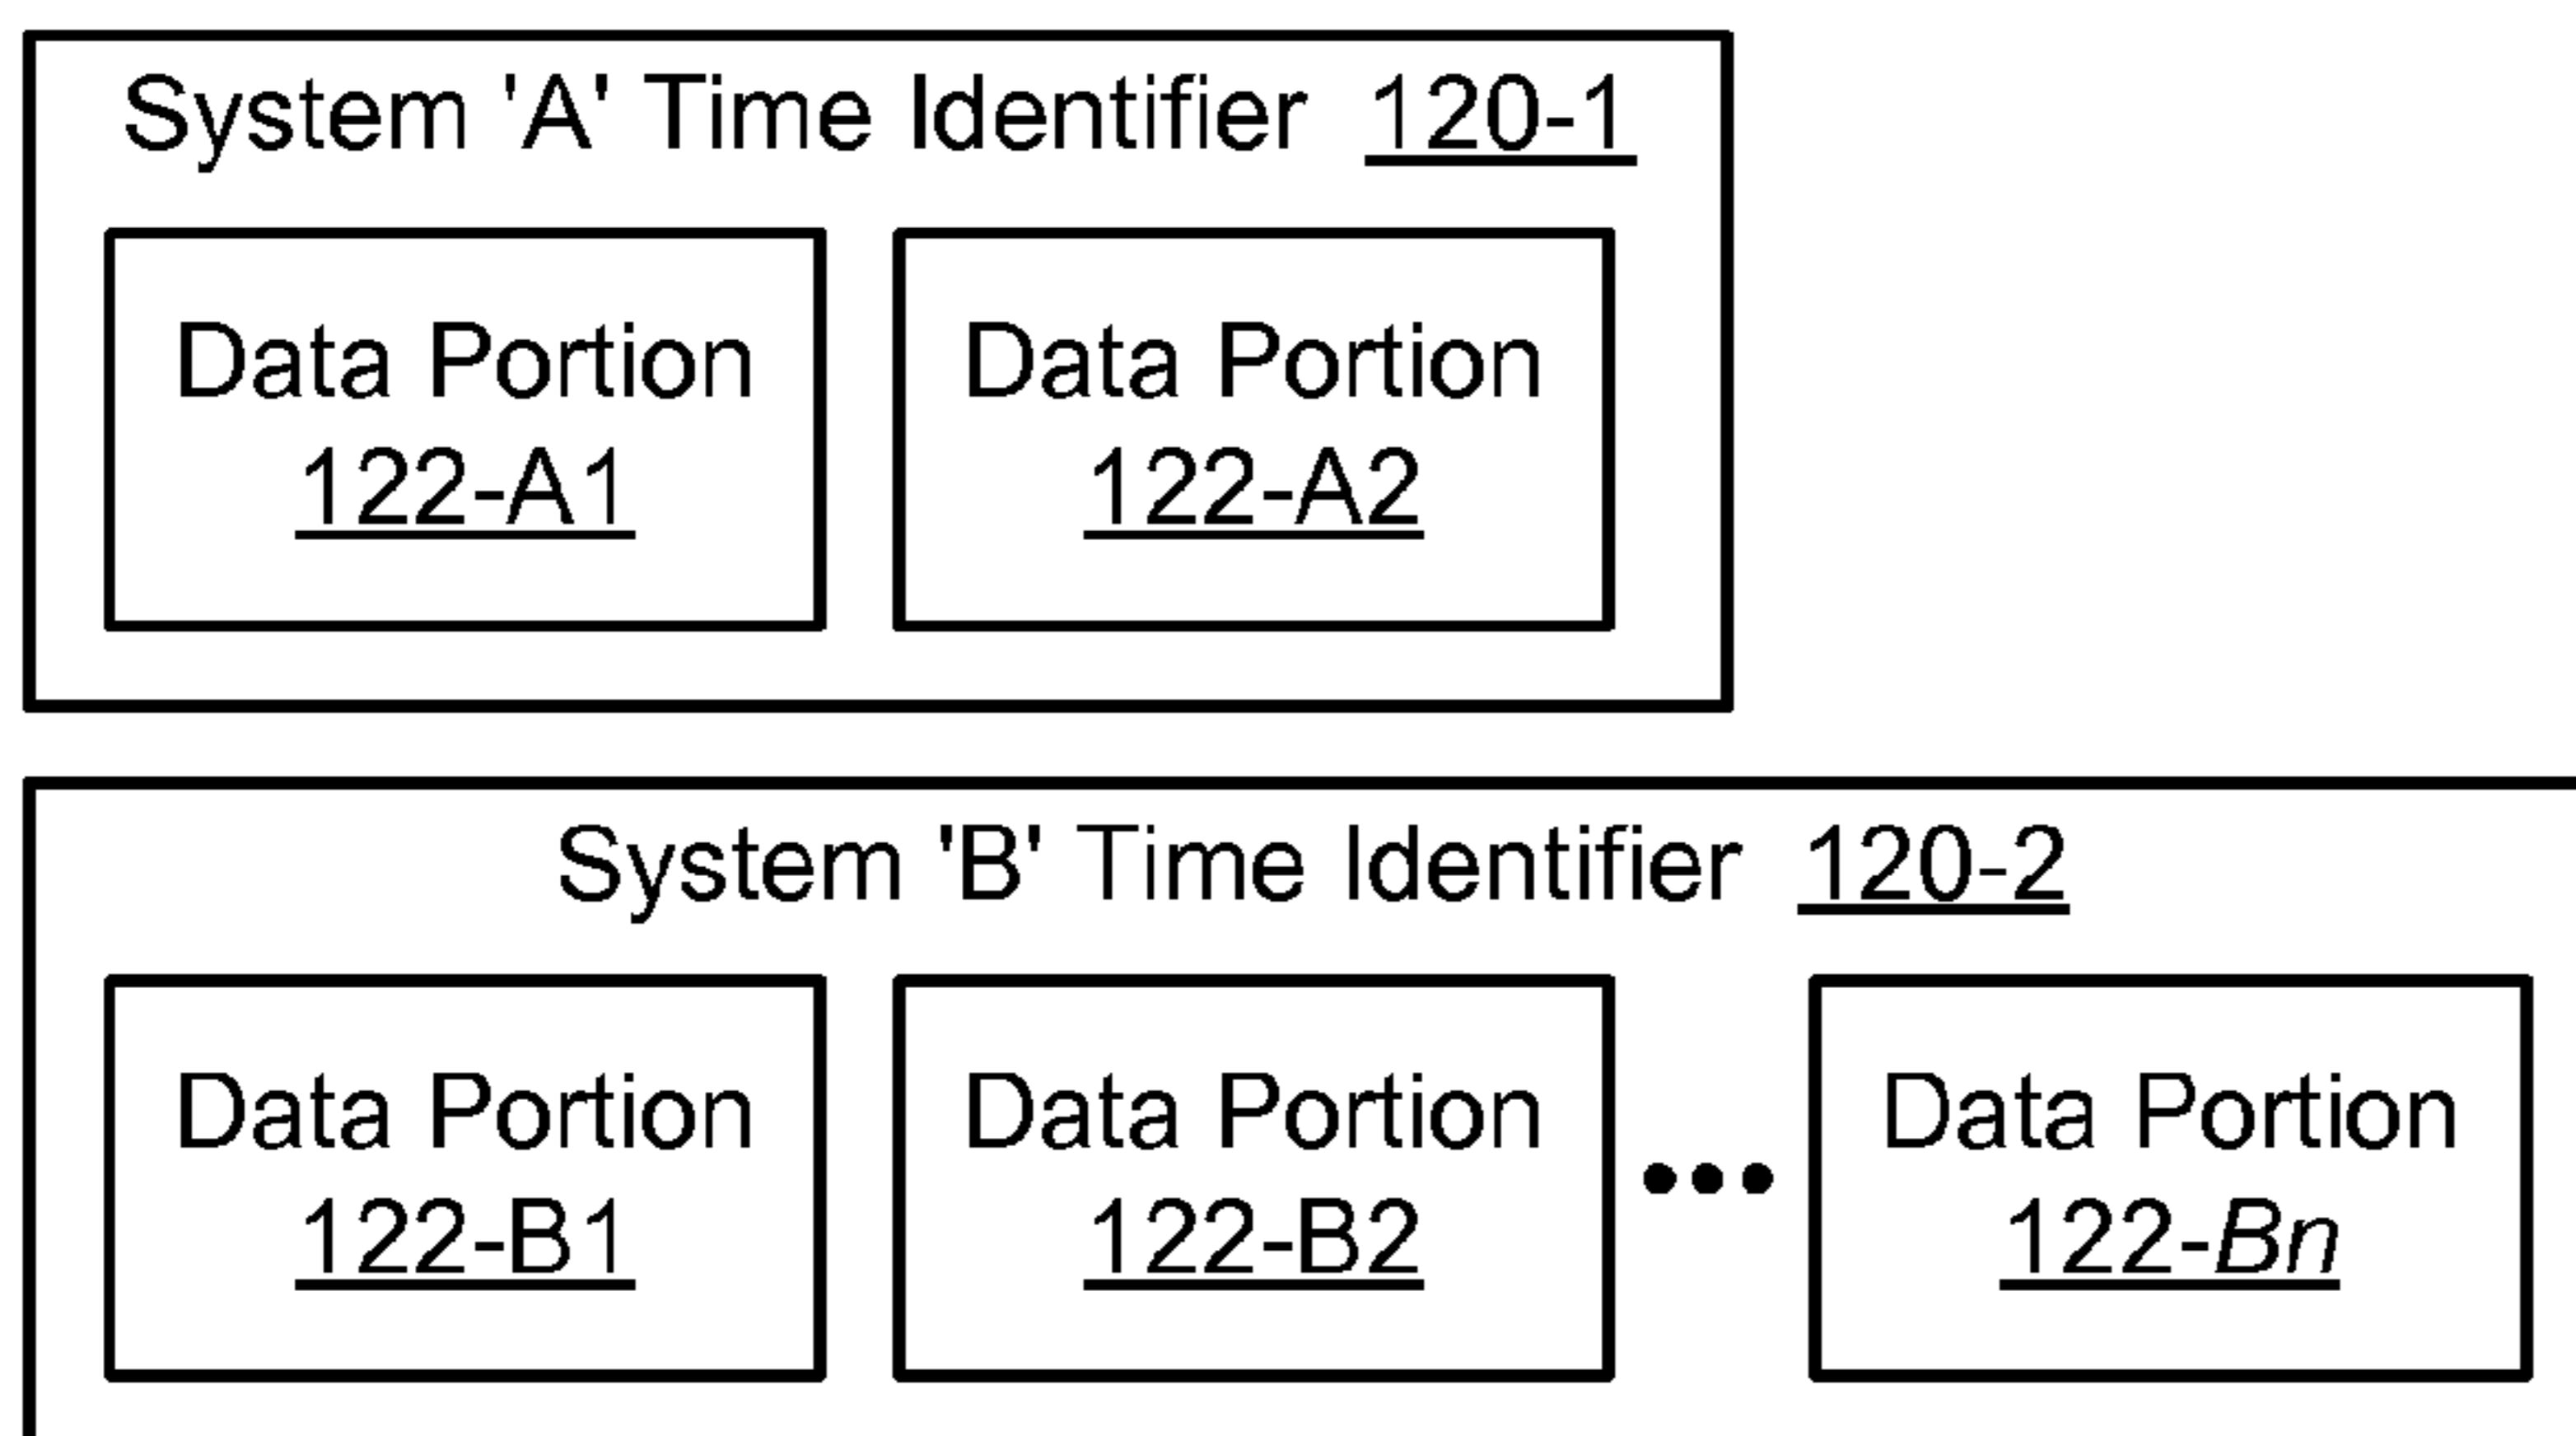 System 'A' Time Identifier 120-1
Data Portion
122-A1
Data Portion
122-A2
System 'B' Time Identifier 120-2
Data Portion
122-B1
Data Portion
122-B2
•••
Data Portion
122-Bn